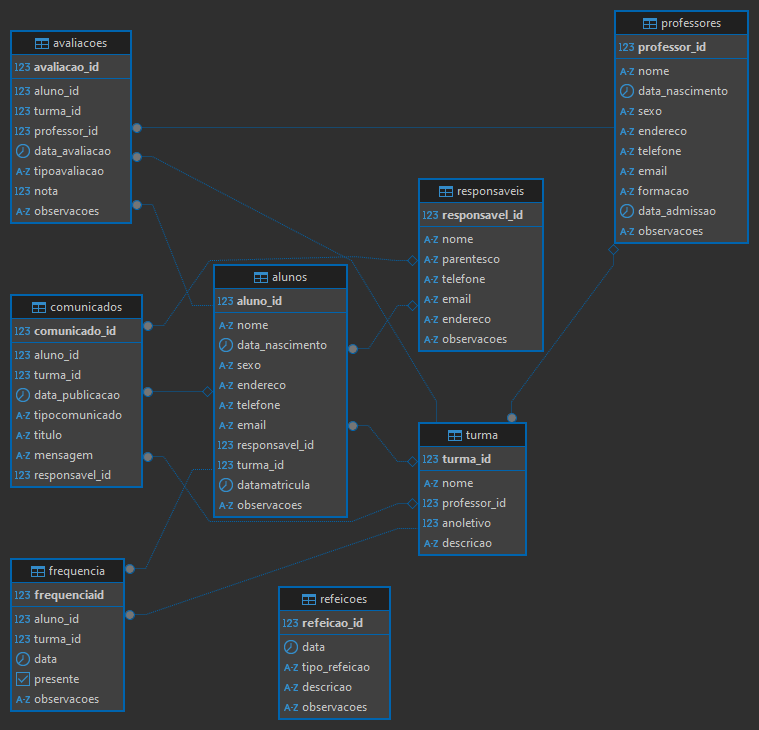 avaliacoes
123 avaliacao_id
123 aluno_id
123 turma_id
123 professor_id
data_avaliacao
A-Z tipoavaliacao
123 nota
A-Z observacoes
professores
123 professor_id
A-Z nome
data_nascimento
A-Z sexo
A-Z endereco
A-Z telefone
A-Z email
A-Z formacao
data_admissao
A-Z observacoes
responsaveis
123 responsavel_id
A-Z nome
A-Z parentesco
A-Z telefone
A-Z email
A-Z endereco
A-Z observacoes
alunos
123 aluno_id
A-Z nome
data_nascimento
A-Z sexo
A-Z endereco
A-Z telefone
A-Z email
123 responsavel_id
123 turma_id
datamatricula
A-Z observacoes
comunicados
123 comunicado_id
123 aluno_id
123 turma_id
data_publicacao
A-Z tipocomunicado
A-Z titulo
A-Z mensagem
123 responsavel_id
turma
123 turma_id
A-Z nome
123 professor_id
123 anoletivo
A-Z descricao
frequencia
123 frequenciaid
123 aluno_id
123 turma_id
data
presente
A-Z observacoes
refeicoes
123 refeicao_id
data
A-Z tipo_refeicao
A-Z descricao
A-Z observacoes